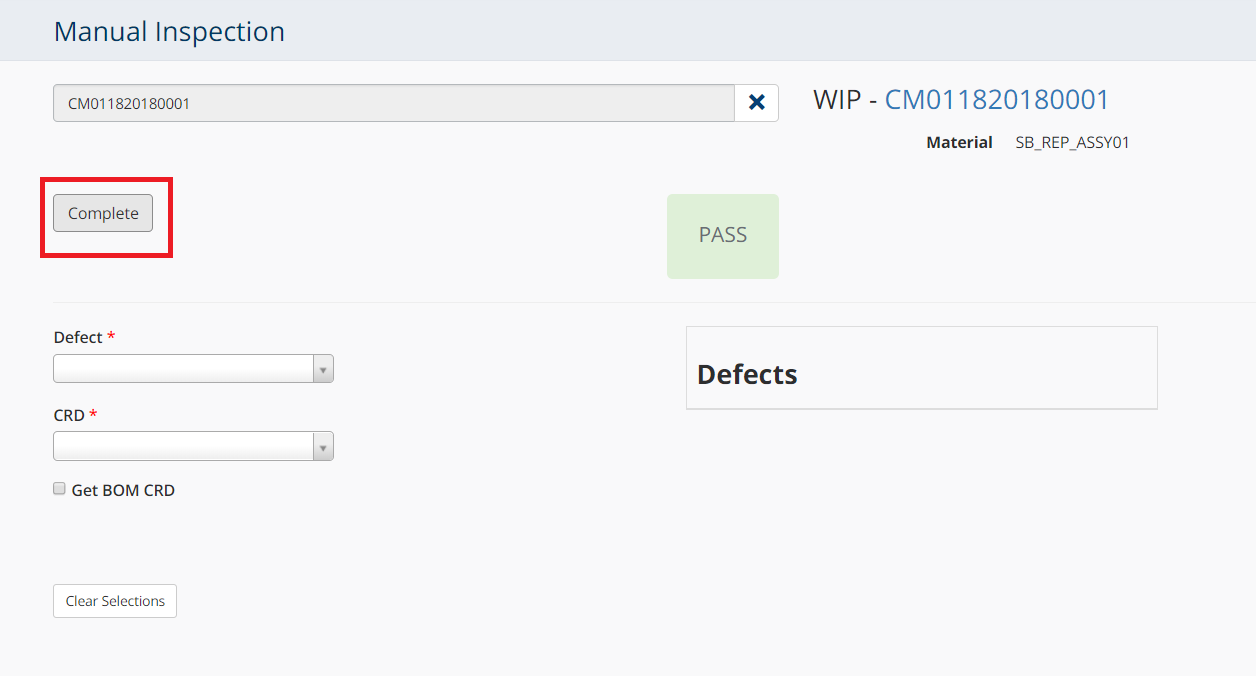 Manual Inspection
CM011820180001
WIP - CM011820180001
Material SB_REP_ASSY01
Complete
PASS
Defect *
Defects
CRD *
Get BOM CRD
Clear Selections